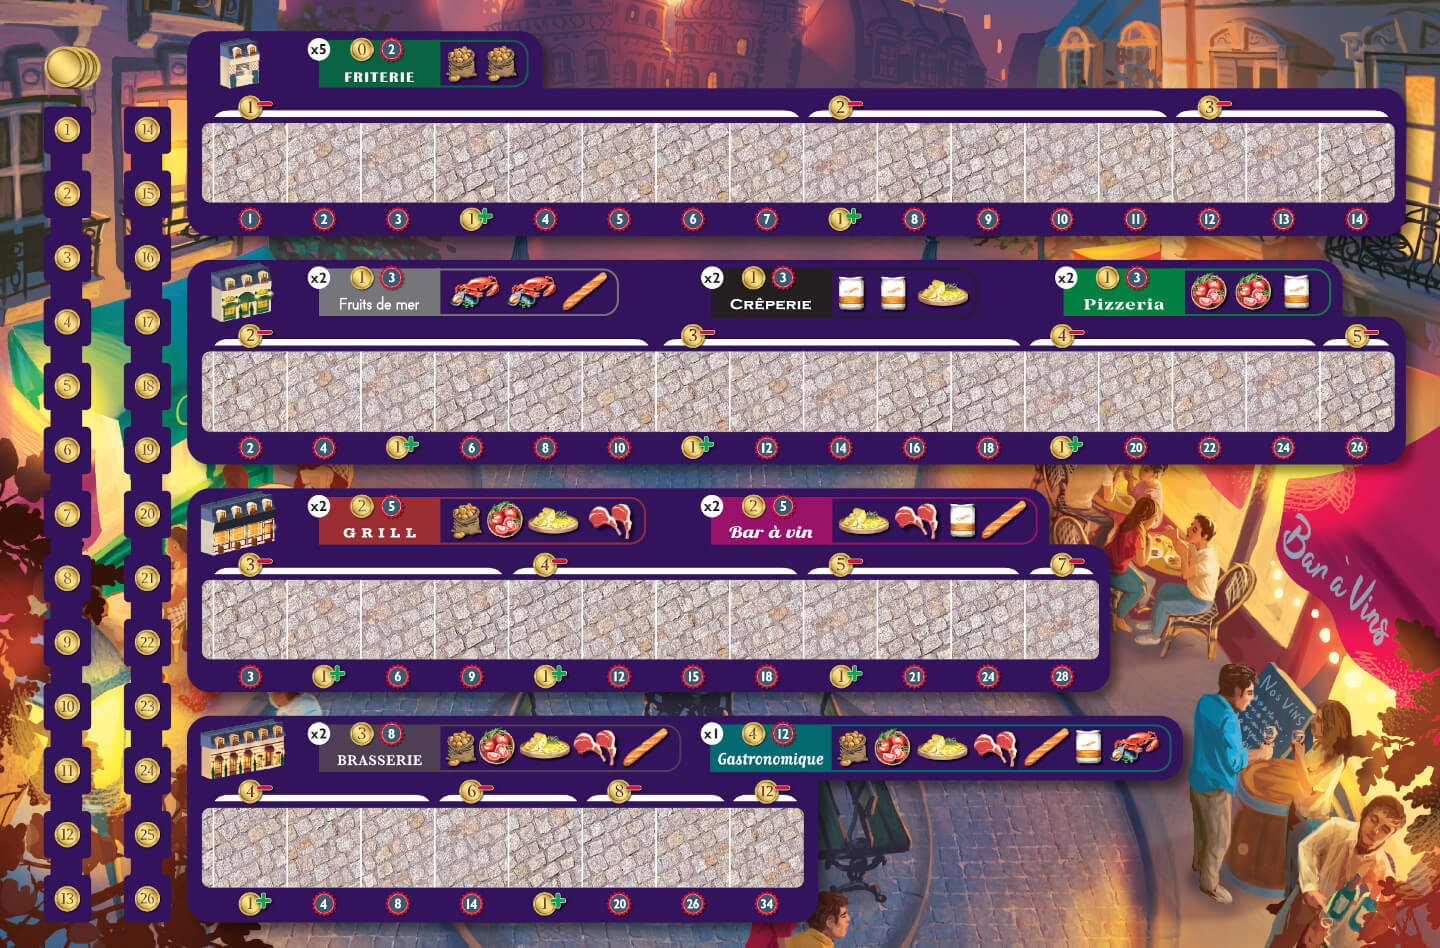 x5 0 2
FRITERIE
1 2 3
1 2 3 1 4 5 6 7 1 8 9 10 11 12 13 14
x2 1 3
Fruits de mer
x2 1 3
CRÊPERIE
x2 1 3
Pizzeria
2 3 4 5
2 4 1 6 8 10 1 12 14 16 18 1 20 22 24 26
x2 2 5
GRILL
x2 2 5
Bar à vin
3 4 5 7
3 1 6 9 1 12 15 18 1 21 24 28
x2 3 8
BRASSERIE
x1 4 12
Gastronomique
4 6 8 12
1 4 8 14 1 20 26 34
1 14
2 15
3 16
4 17
5 18
6 19
7 20
8 21
9 22
10 23
11 24
12 25
13 26
Bar à Vins
Nos Vins